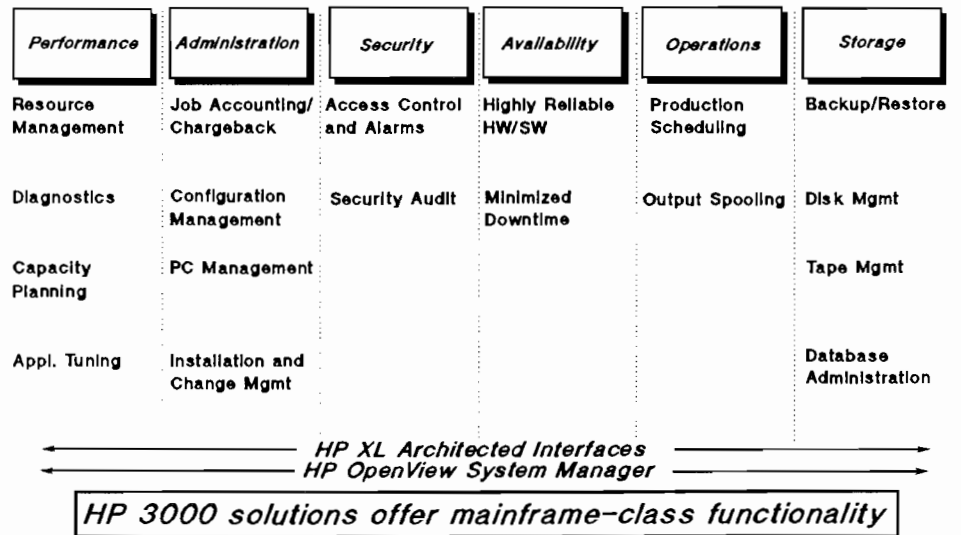 Performance
Administration
Security
Availability
Operations
Storage
Resource
Management
Job Accounting/
Chargeback
Access Control
and Alarms
Highly Reliable
HW/SW
Production
Scheduling
Backup/Restore
Diagnostics
Configuration
Management
Security Audit
Minimized
Downtime
Output Spooling
Disk Mgmt
Capacity
Planning
PC Management
Tape Mgmt
Appl. Tuning
Installation and
Change Mgmt
Database
Administration
HP XL Architected Interfaces
HP OpenView System Manager
HP 3000 solutions offer mainframe-class functionality